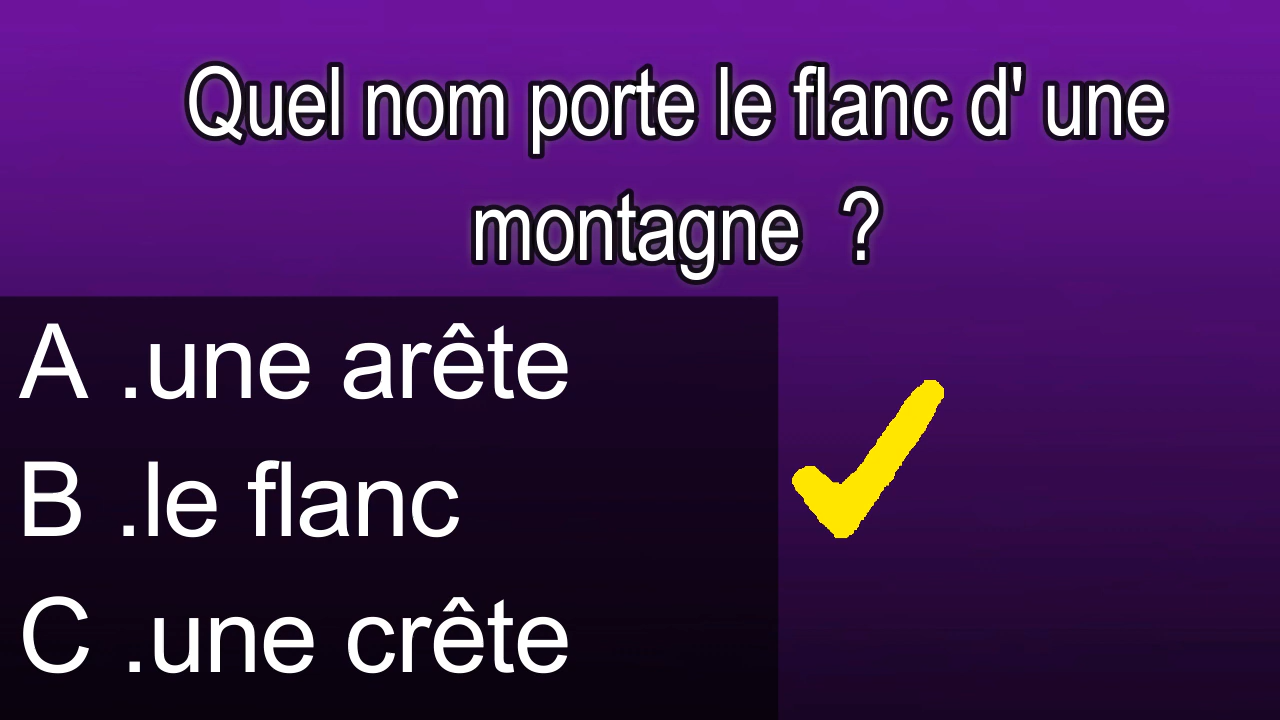 Quel nom porte le flanc d' une
montagne ?
A .une arête
B .le flanc
C .une crête